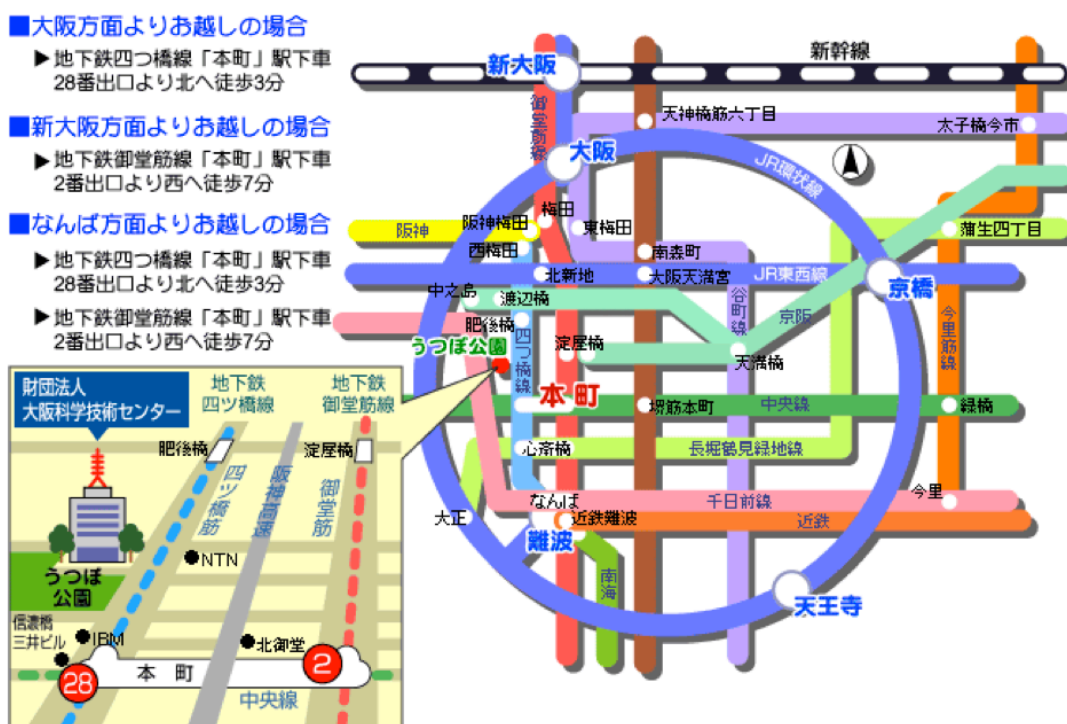 ■大阪方面よりお越しの場合
▶地下鉄四つ橋線「本町」駅下車
28番出口より北へ徒歩3分
■新大阪方面よりお越しの場合
▶地下鉄御堂筋線「本町」駅下車
2番出口より西へ徒歩7分
■なんば方面よりお越しの場合
▶地下鉄四つ橋線「本町」駅下車
28番出口より北へ徒歩3分
▶地下鉄御堂筋線「本町」駅下車
2番出口より西へ徒歩7分
新幹線
新大阪
御堂筋線
天神橋筋六丁目
太子橋今市
大阪
JR環状線
梅田
阪神梅田
阪神
東梅田
蒲生四丁目
西梅田
南森町
北新地
大阪天満宮
JR東西線
京橋
中之島
渡辺橋
谷町線
京阪
今里筋線
肥後橋
四つ橋線
うつぼ公園
淀屋橋
天満橋
本町
堺筋本町
中央線
緑橋
心斎橋
長堀鶴見緑地線
なんば
千日前線
今里
大正
近鉄難波
近鉄
難波
南海
天王寺
財団法人
大阪科学技術センター
地下鉄
四ツ橋線
地下鉄
御堂筋線
肥後橋
淀屋橋
四ツ橋筋
阪神高速
御堂筋
NTN
うつぼ
公園
信濃橋
三井ビル
IBM
北御堂
28
本町
2
中央線